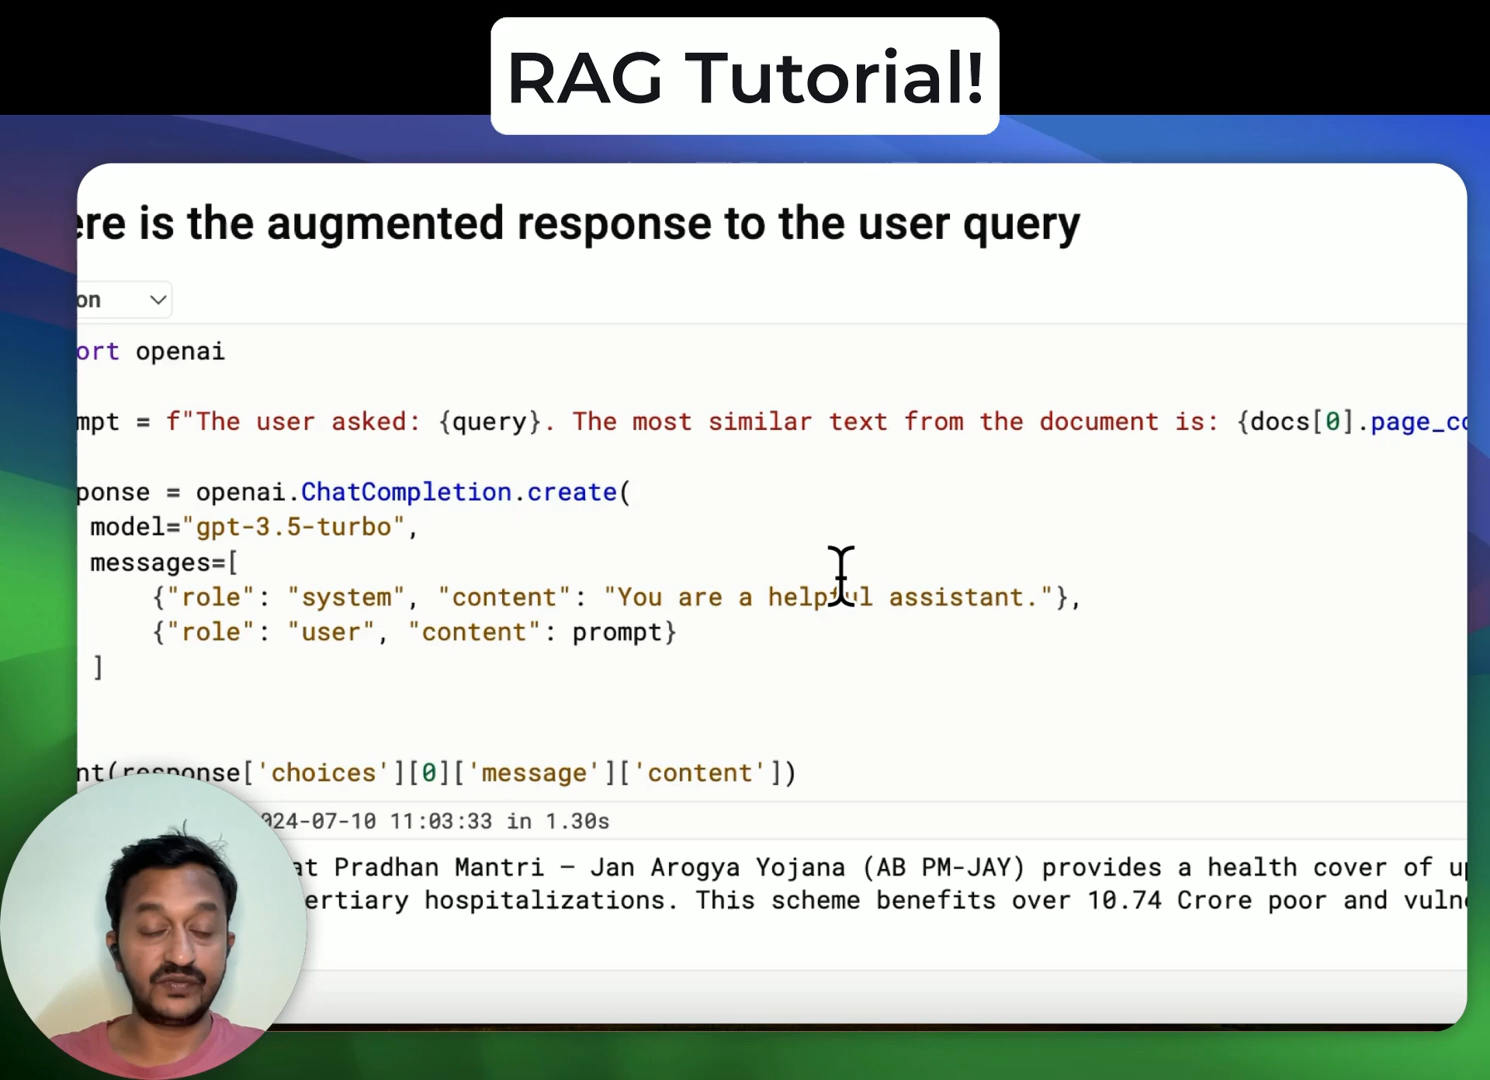 RAG Tutorial!
ere is the augmented response to the user query
on
ort openai
mpt = f"The user asked: {query}. The most similar text from the document is: {docs[0].page_co
ponse = openai.ChatCompletion.create(
model="gpt-3.5-turbo",
messages=[
{"role": "system", "content": "You are a helpful assistant."},
{"role": "user", "content": prompt}
]
nt(response['choices'][0]['message']['content'])
024-07-10 11:03:33 in 1.30s
at Pradhan Mantri – Jan Arogya Yojana (AB PM-JAY) provides a health cover of up
ertiary hospitalizations. This scheme benefits over 10.74 Crore poor and vulne